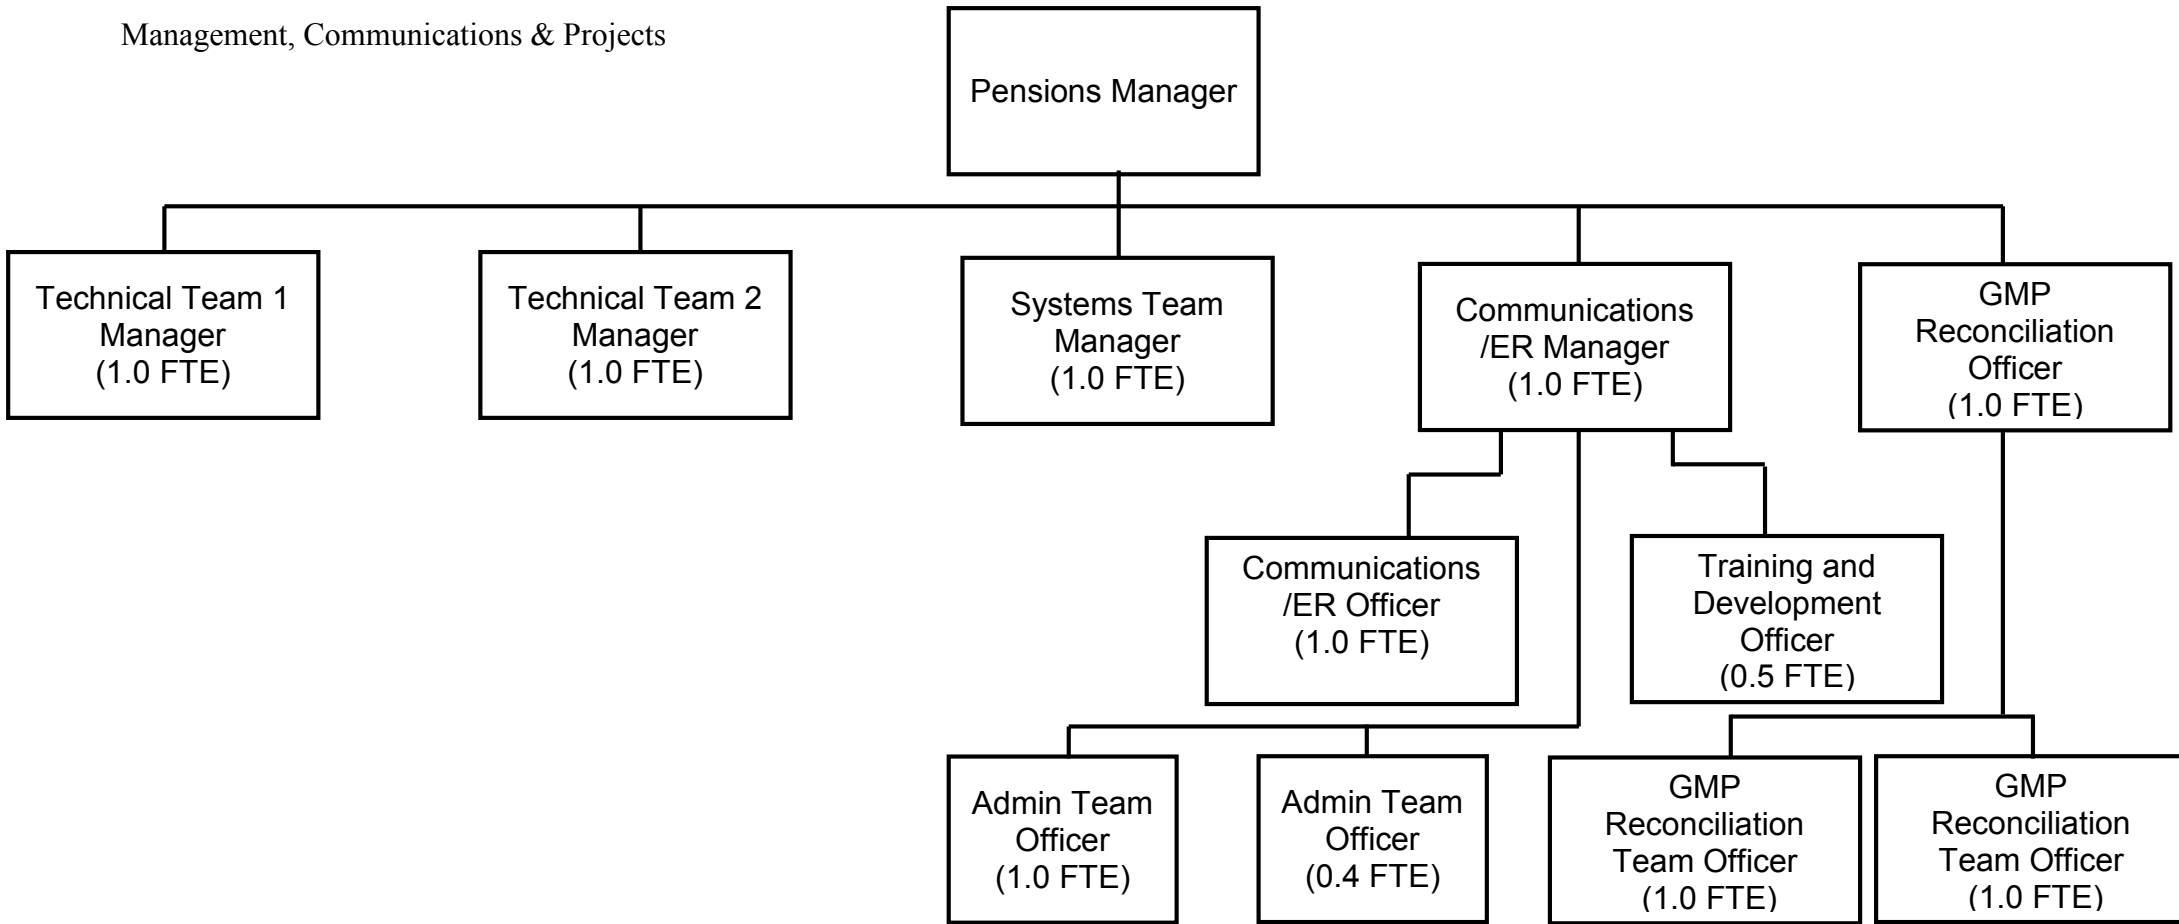 Management, Communications & Projects
Pensions Manager
Technical Team 1
Manager
(1.0 FTE)
Technical Team 2
Manager
(1.0 FTE)
Systems Team
Manager
(1.0 FTE)
Communications
/ER Manager
(1.0 FTE)
GMP
Reconciliation
Officer
(1.0 FTE)
Communications
/ER Officer
(1.0 FTE)
Training and
Development
Officer
(0.5 FTE)
Admin Team
Officer
(1.0 FTE)
Admin Team
Officer
(0.4 FTE)
GMP
Reconciliation
Team Officer
(1.0 FTE)
GMP
Reconciliation
Team Officer
(1.0 FTE)